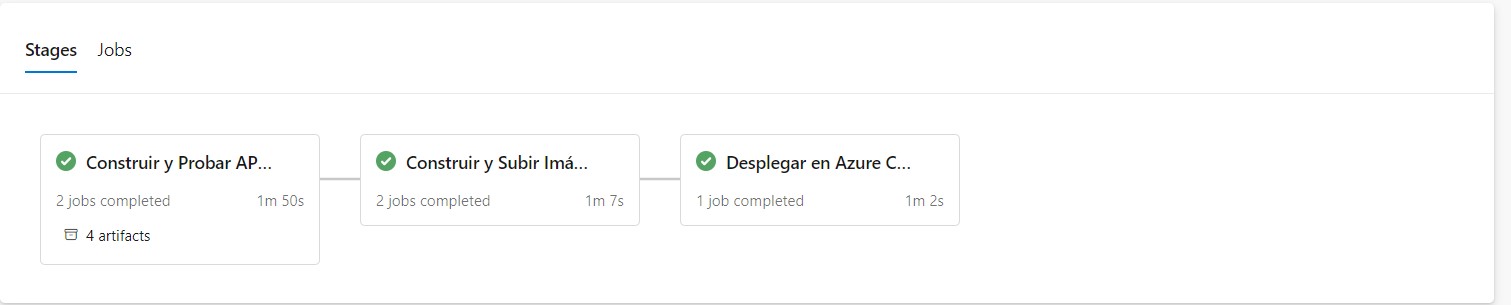 Stages Jobs
Construir y Probar AP...
2 jobs completed 1m 50s
4 artifacts
Construir y Subir Imá...
2 jobs completed 1m 7s
Desplegar en Azure C...
1 job completed 1m 2s